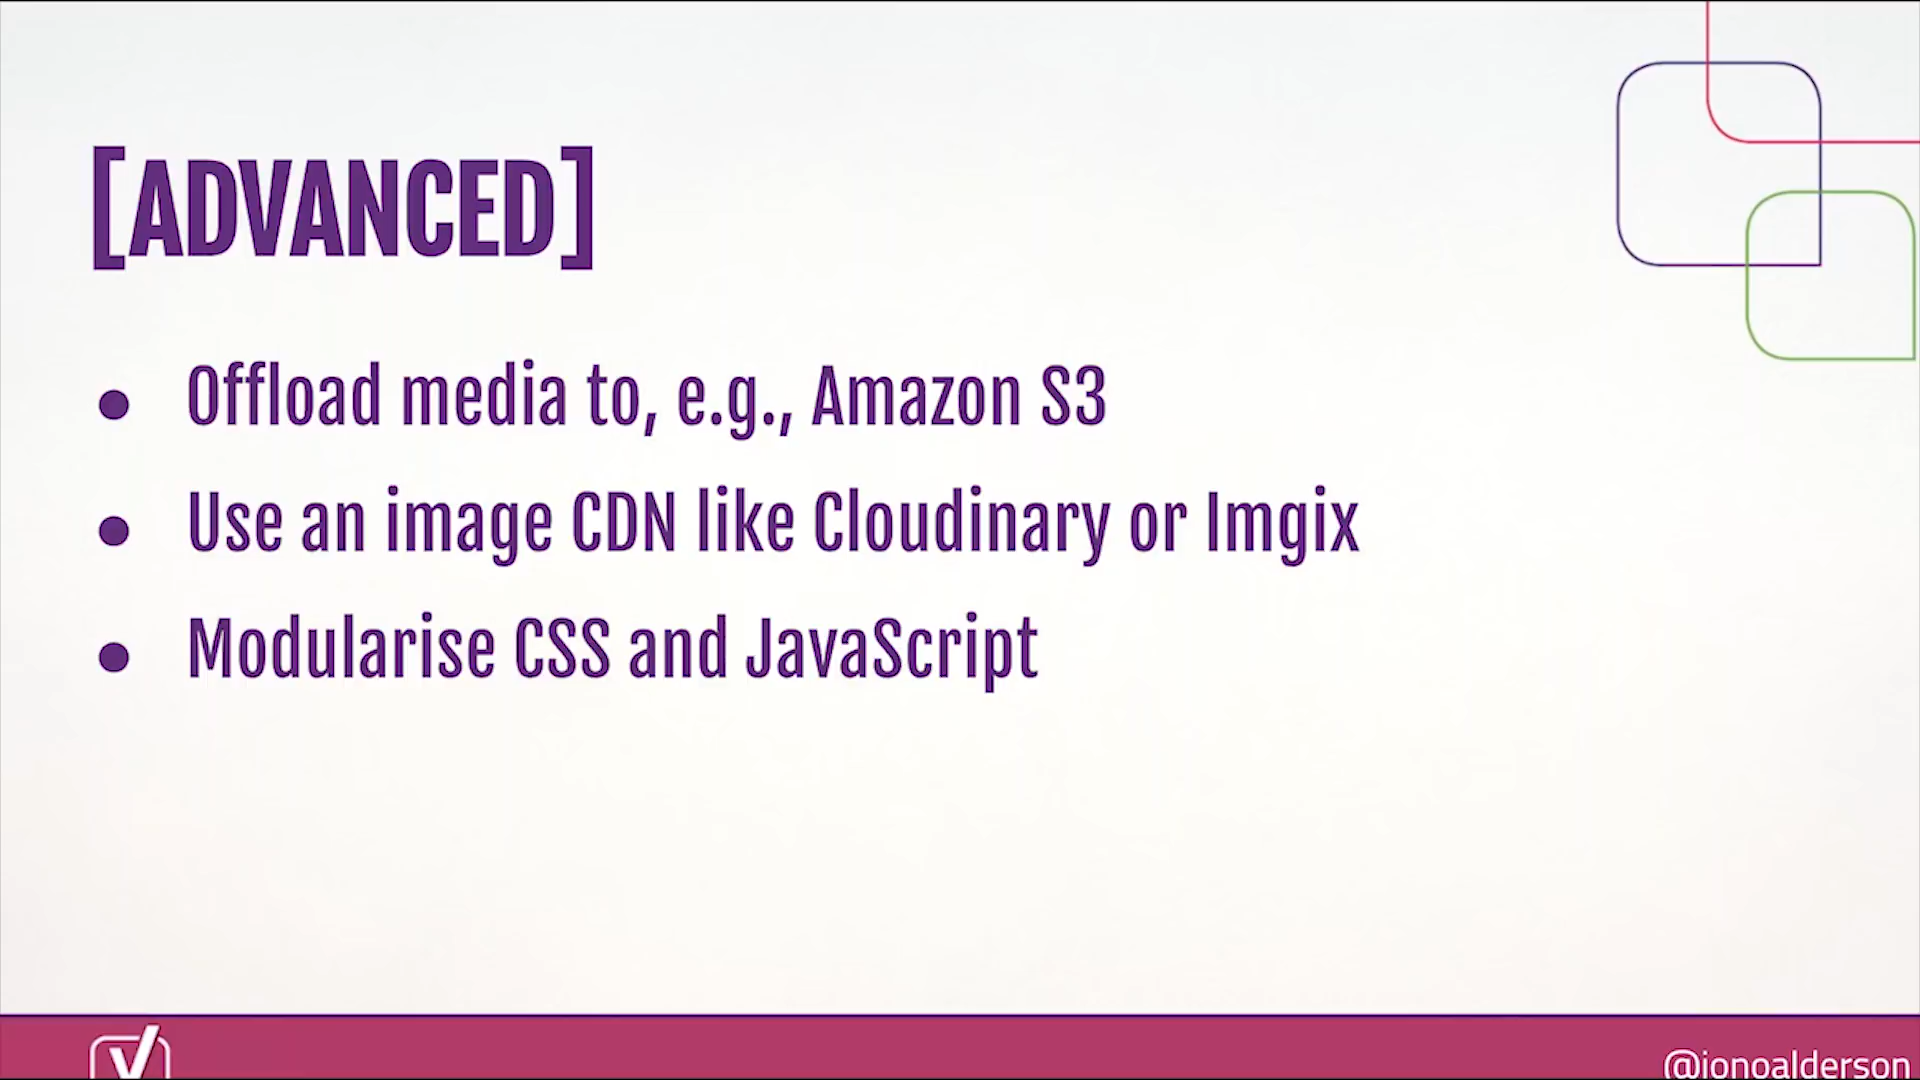 [ADVANCED]
● Offload media to, e.g., Amazon S3
● Use an image CDN like Cloudinary or Imgix
● Modularise CSS and JavaScript
@jonoalderson